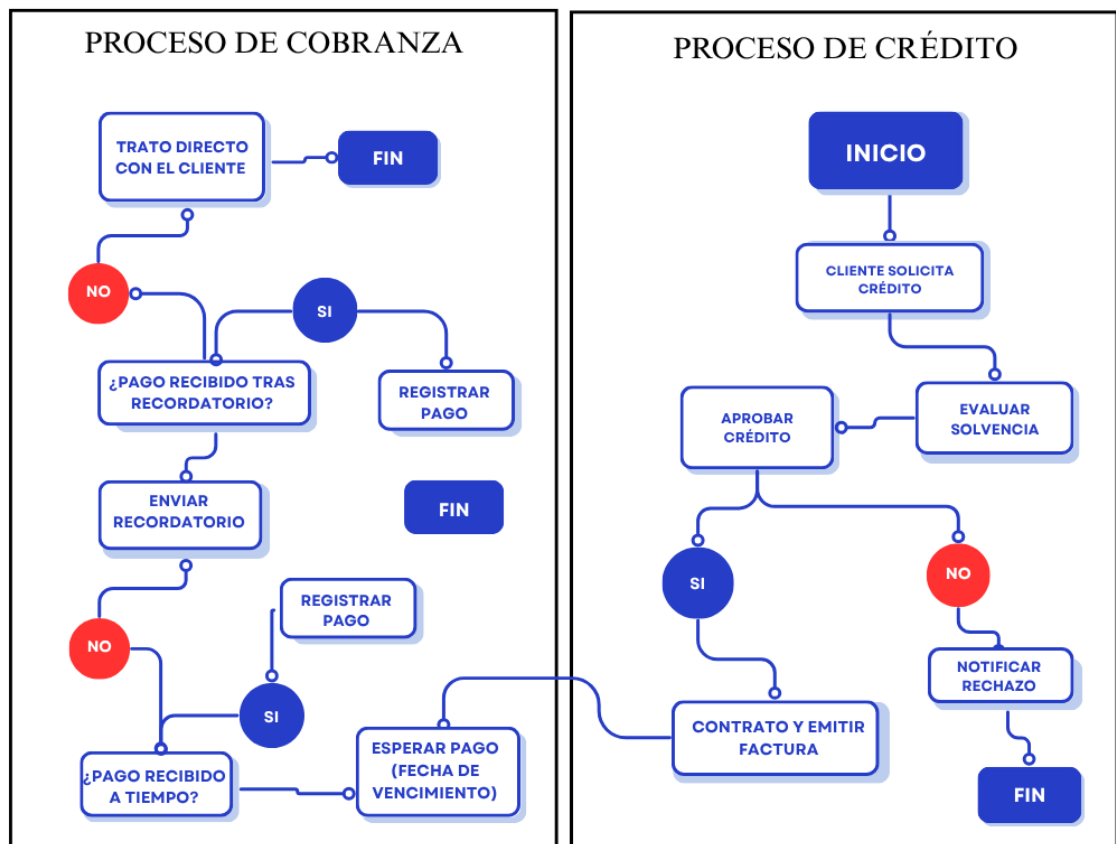 PROCESO DE COBRANZA
TRATO DIRECTO
CON EL CLIENTE
FIN
NO
SI
¿PAGO RECIBIDO TRAS
RECORDATORIO?
REGISTRAR
PAGO
ENVIAR
RECORDATORIO
FIN
REGISTRAR
PAGO
NO
SI
¿PAGO RECIBIDO
A TIEMPO?
ESPERAR PAGO
(FECHA DE
VENCIMIENTO)
PROCESO DE CRÉDITO
INICIO
CLIENTE SOLICITA
CRÉDITO
EVALUAR
SOLVENCIA
APROBAR
CRÉDITO
SI
NO
NOTIFICAR
RECHAZO
CONTRATO Y EMITIR
FACTURA
FIN